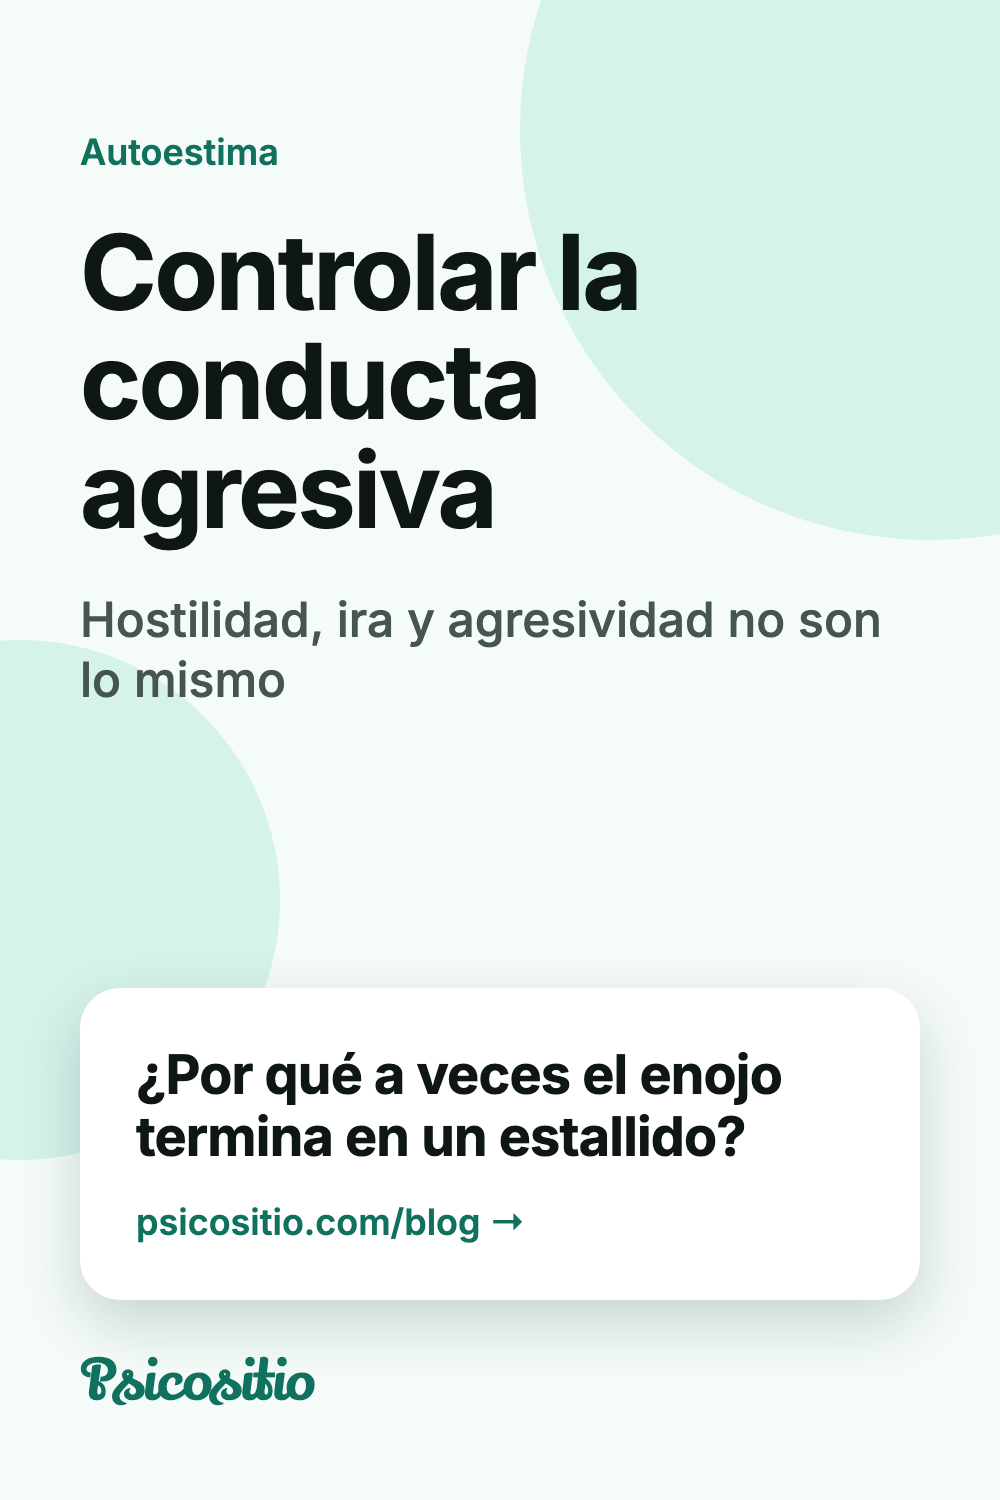 Autoestima
Controlar la
conducta
agresiva
Hostilidad, ira y agresividad no son
lo mismo
¿Por qué a veces el enojo
termina en un estallido?
psicositio.com/blog →
Psicositio